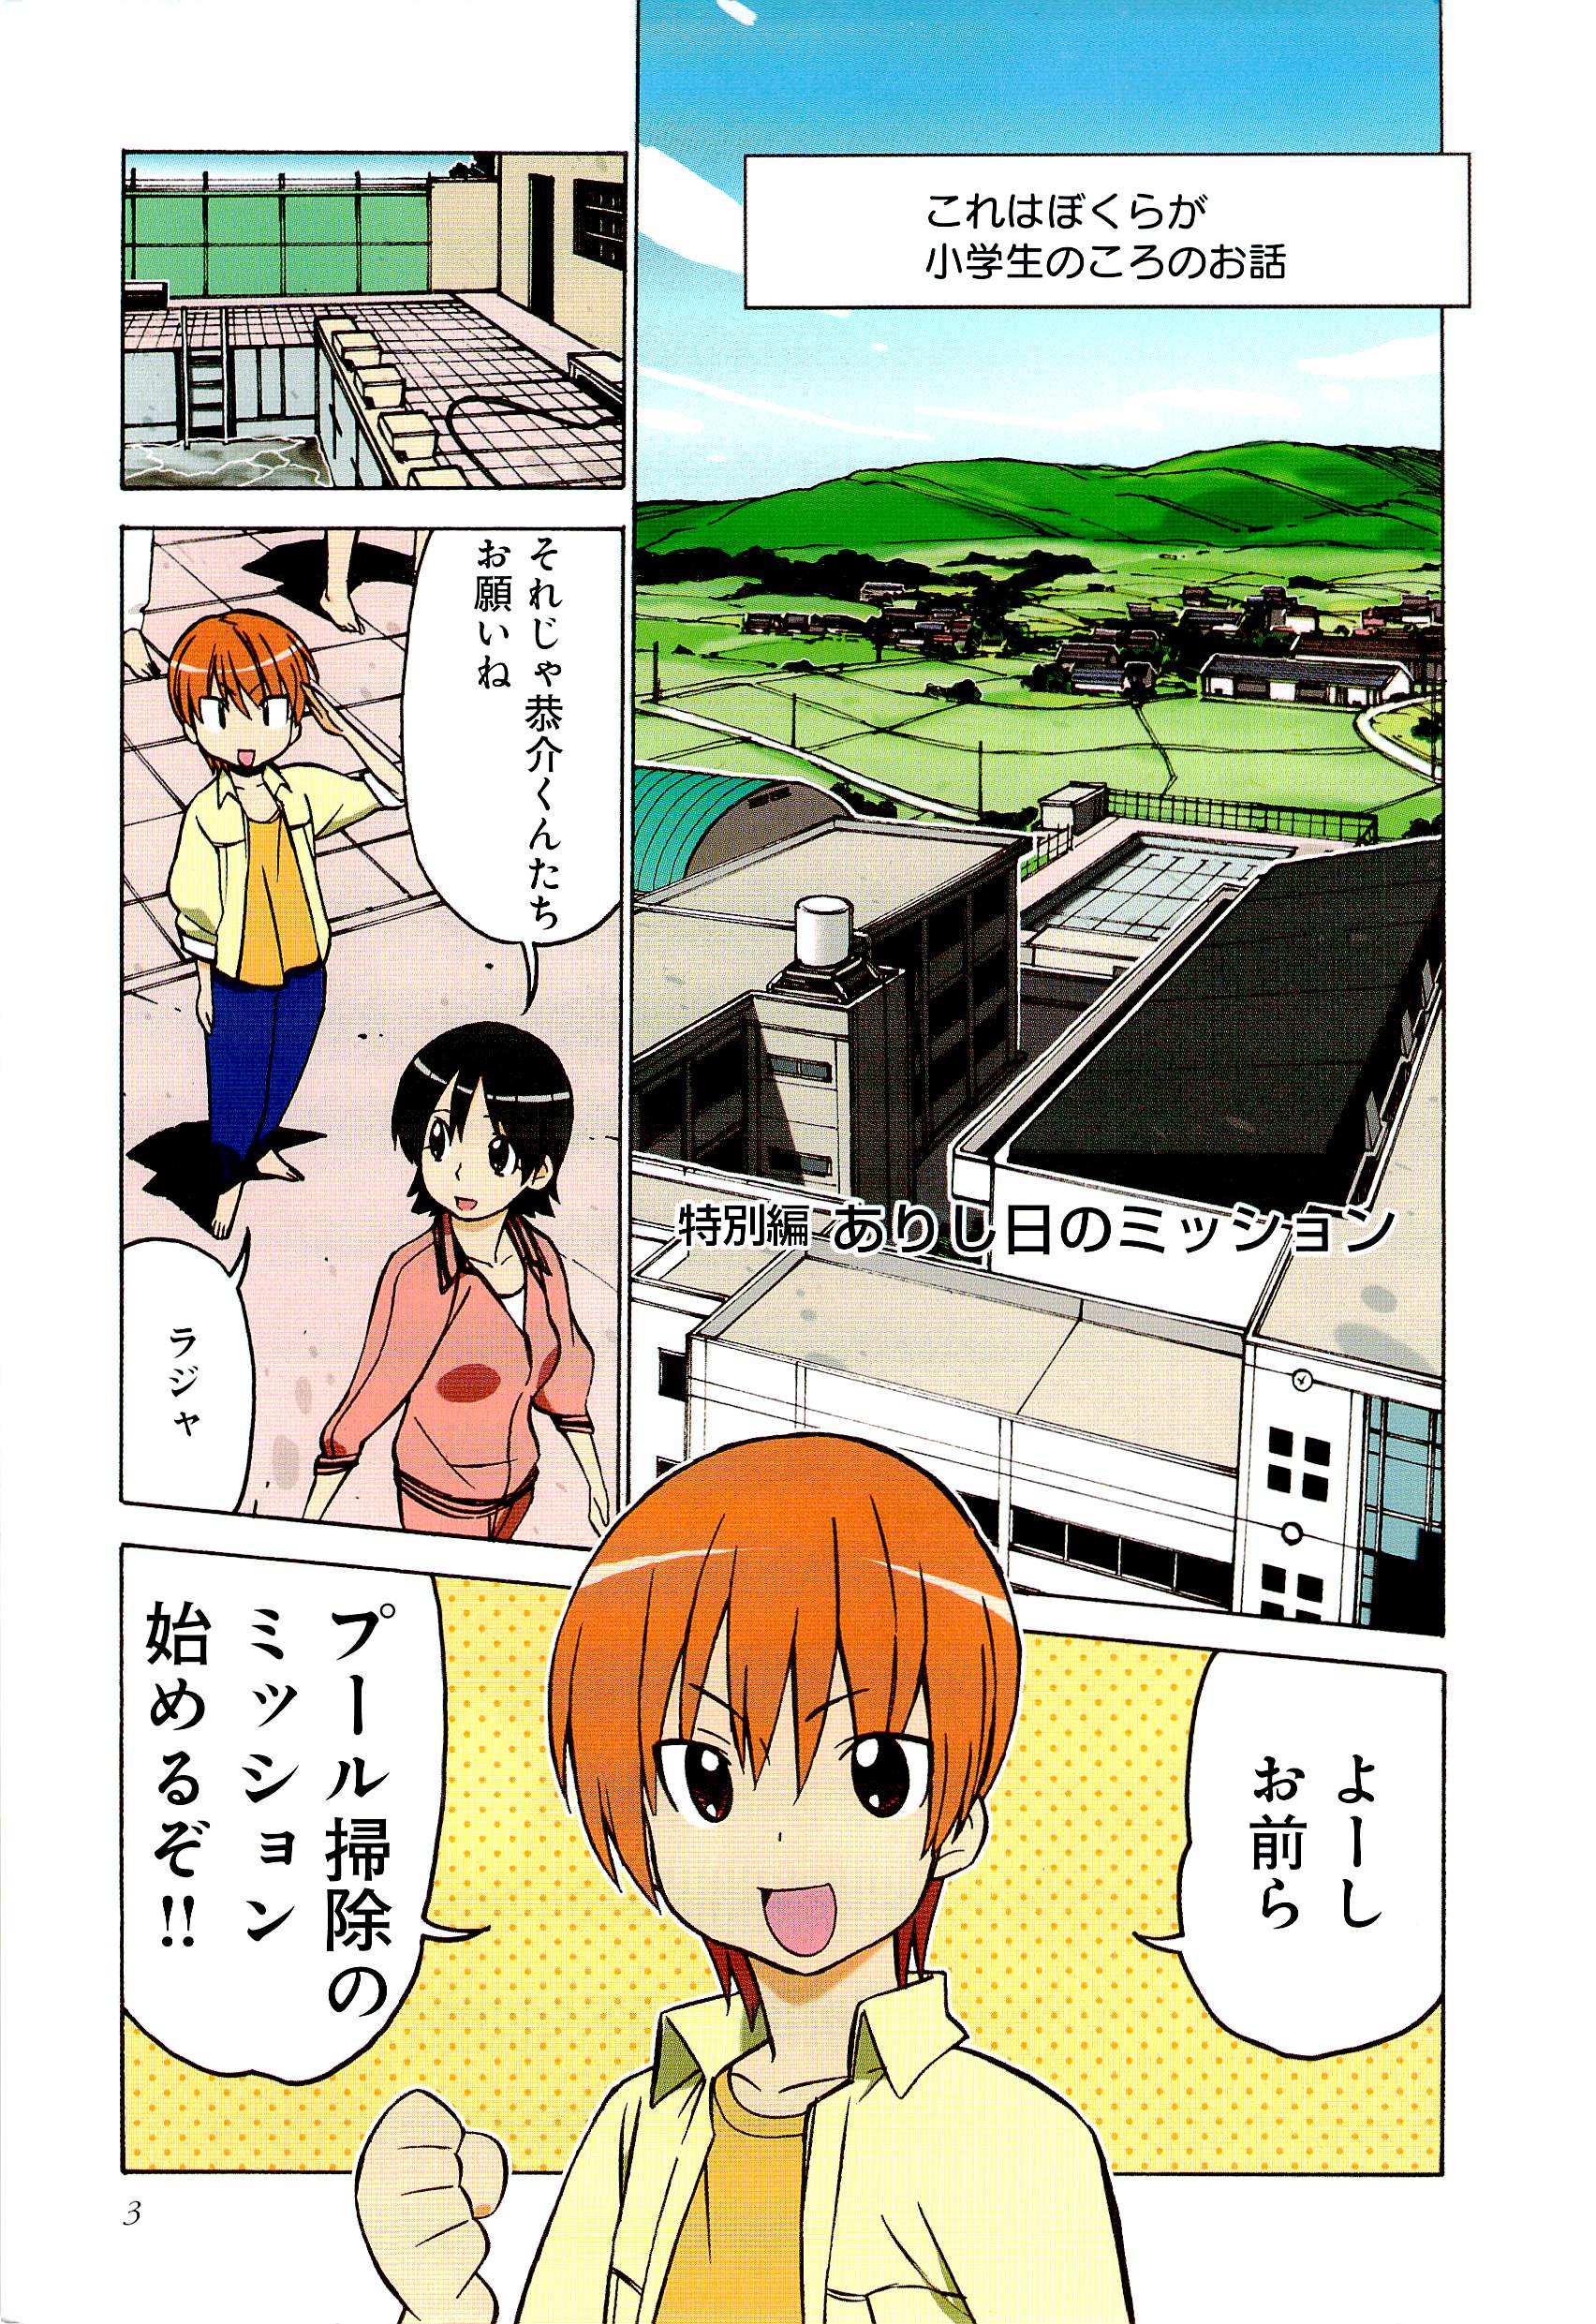 これはぼくらが
小学生のころのお話
特別編 ありし日のミッション
それじゃ恭介くんたち
お願いね
ラジャ
よーし
お前ら
プール掃除の
ミッション
始めるぞ!!
3